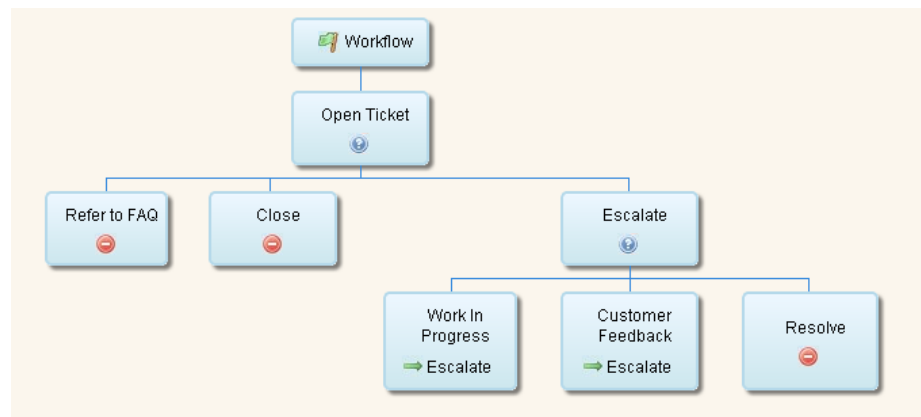 Workflow
Open Ticket
Refer to FAQ
Close
Escalate
Work In
Progress
Escalate
Customer
Feedback
Escalate
Resolve